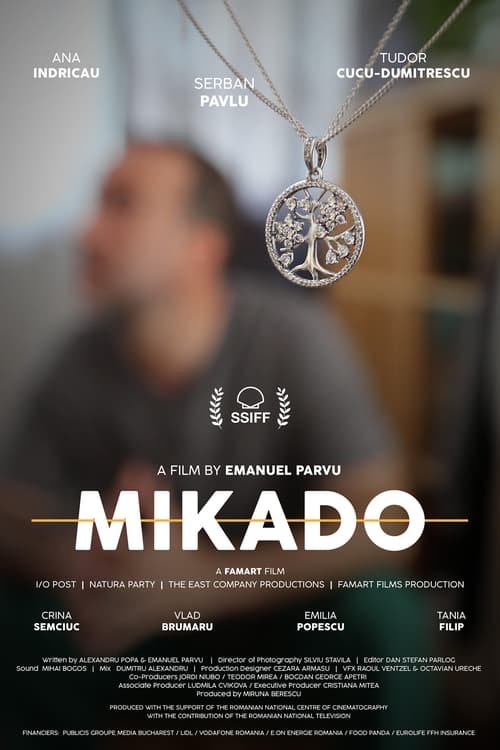 ANA
INDRICAU
SERBAN
PAVLU
TUDOR
CUCU-DUMITRESCU
SSIFF
A FILM BY EMANUEL PARVU
MIKADO
A FAMART FILM
I/O POST | NATURA PARTY | THE EAST COMPANY PRODUCTIONS | FAMART FILMS PRODUCTION
CRINA
SEMCIUC
VLAD
BRUMARU
EMILIA
POPESCU
TANIA
FILIP
Written by ALEXANDRU POPA & EMANUEL PARVU | Director of Photography SILVIU STAVILA | Editor DAN STEFAN PARLOG
Sound MIHAI BOGOS | Mix DUMITRU ALEXANDRU | Production Designer CEZARA ARMASU | VFX RAOUL VENTZEL & OCTAVIAN URECHE
Co-Producers JORDI NIUBO / TEODOR MIREA / BOGDAN GEORGE APETRI
Associate Producer LUDMILA CVIKOVA / Executive Producer CRISTIANA MITEA
Produced by MIRUNA BERESCU
PRODUCED WITH THE SUPPORT OF THE ROMANIAN NATIONAL CENTRE OF CINEMATOGRAPHY
WITH THE CONTRIBUTION OF THE ROMANIAN NATIONAL TELEVISION
FINANCIERS: PUBLICIS GROUPE MEDIA BUCHAREST / LIDL / VODAFONE ROMANIA / E.ON ENERGIE ROMANIA / FOOD PANDA / EUROLIFE FFH INSURANCE